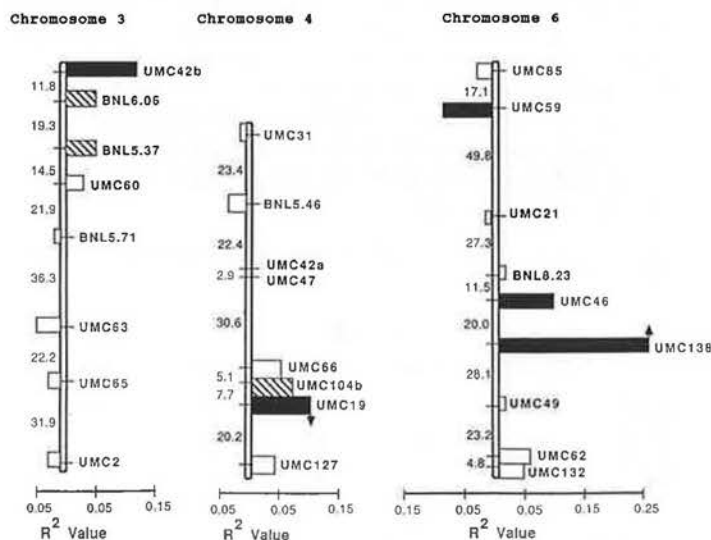 Chromosome 3
11.8
19.3
14.5
21.9
36.3
22.2
31.9
UMC42b
BNL6.06
BNL5.37
UMC60
BNL5.71
UMC63
UMC65
UMC2
0.05 0.05 0.15
R2 Value
Chromosome 4
23.4
22.4
2.9
30.6
5.1
7.7
20.2
UMC31
BNL5.46
UMC42a
UMC47
UMC66
UMC104b
UMC19
UMC127
0.05 0.05 0.15
R2 Value
Chromosome 6
17.1
49.8
27.3
11.5
20.0
28.1
23.2
4.8
UMC85
UMC59
UMC21
BNL8.23
UMC46
UMC138
UMC49
UMC62
UMC132
0.15 0.05 0.05 0.15 0.25
R2 Value